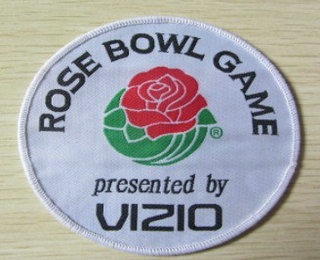 ROSE BOWL GAME
®
presented by
VIZIO